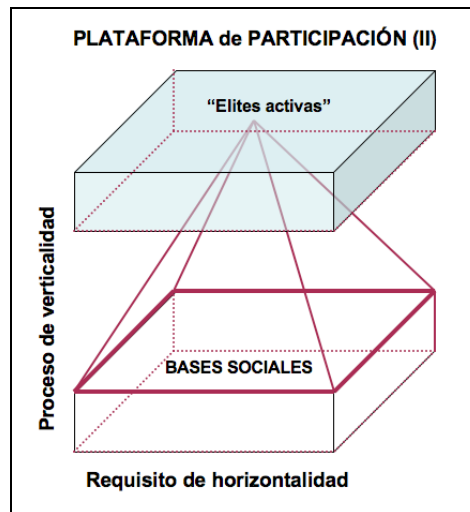 PLATAFORMA de PARTICIPACIÓN (II)
“Elites activas”
Proceso de verticalidad
BASES SOCIALES
Requisito de horizontalidad